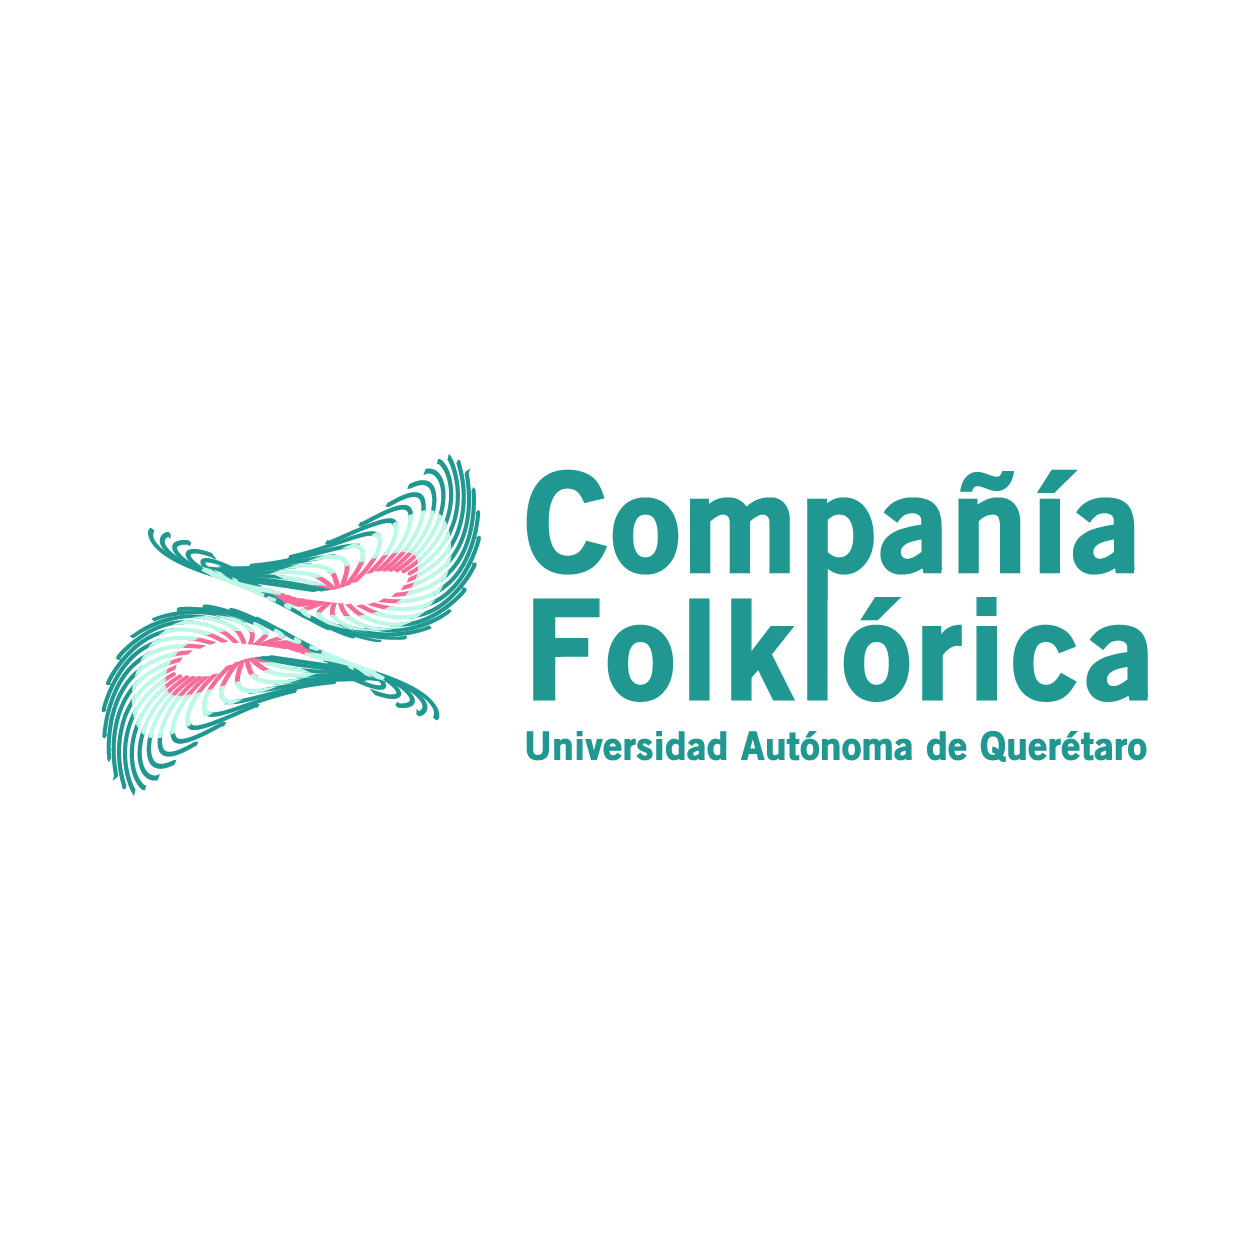 Compañía
Folklórica
Universidad Autónoma de Querétaro